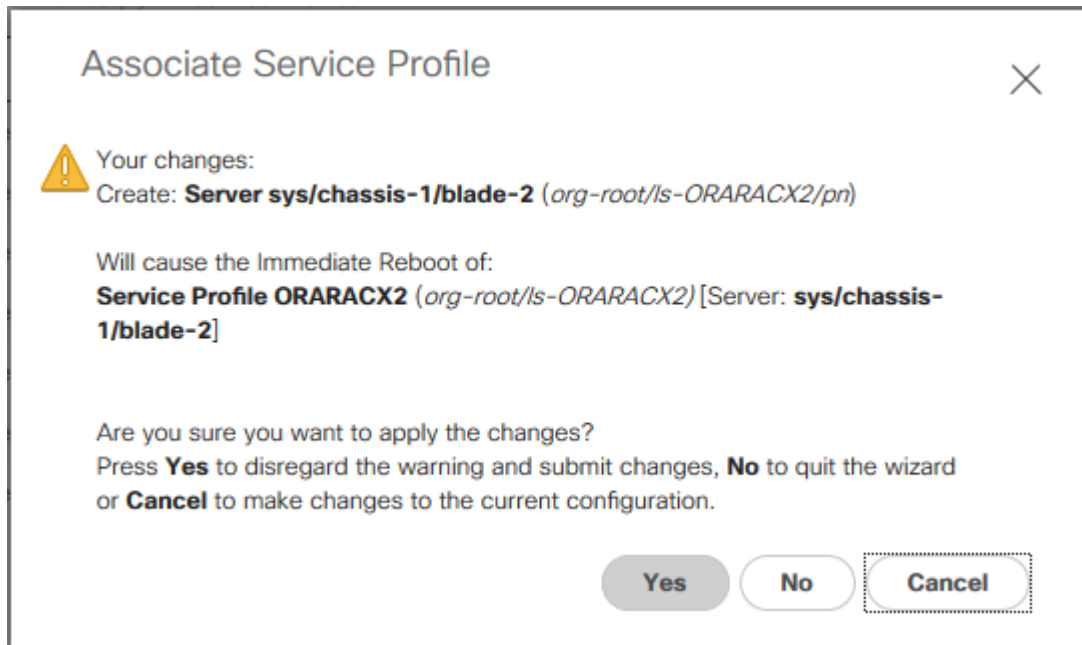 Associate Service Profile
Your changes:
Create: Server sys/chassis-1/blade-2 (org-root/ls-ORARACX2/pn)
Will cause the Immediate Reboot of:
Service Profile ORARACX2 (org-root/ls-ORARACX2) [Server: sys/chassis-
1/blade-2]
Are you sure you want to apply the changes?
Press Yes to disregard the warning and submit changes, No to quit the wizard
or Cancel to make changes to the current configuration.
Yes No Cancel